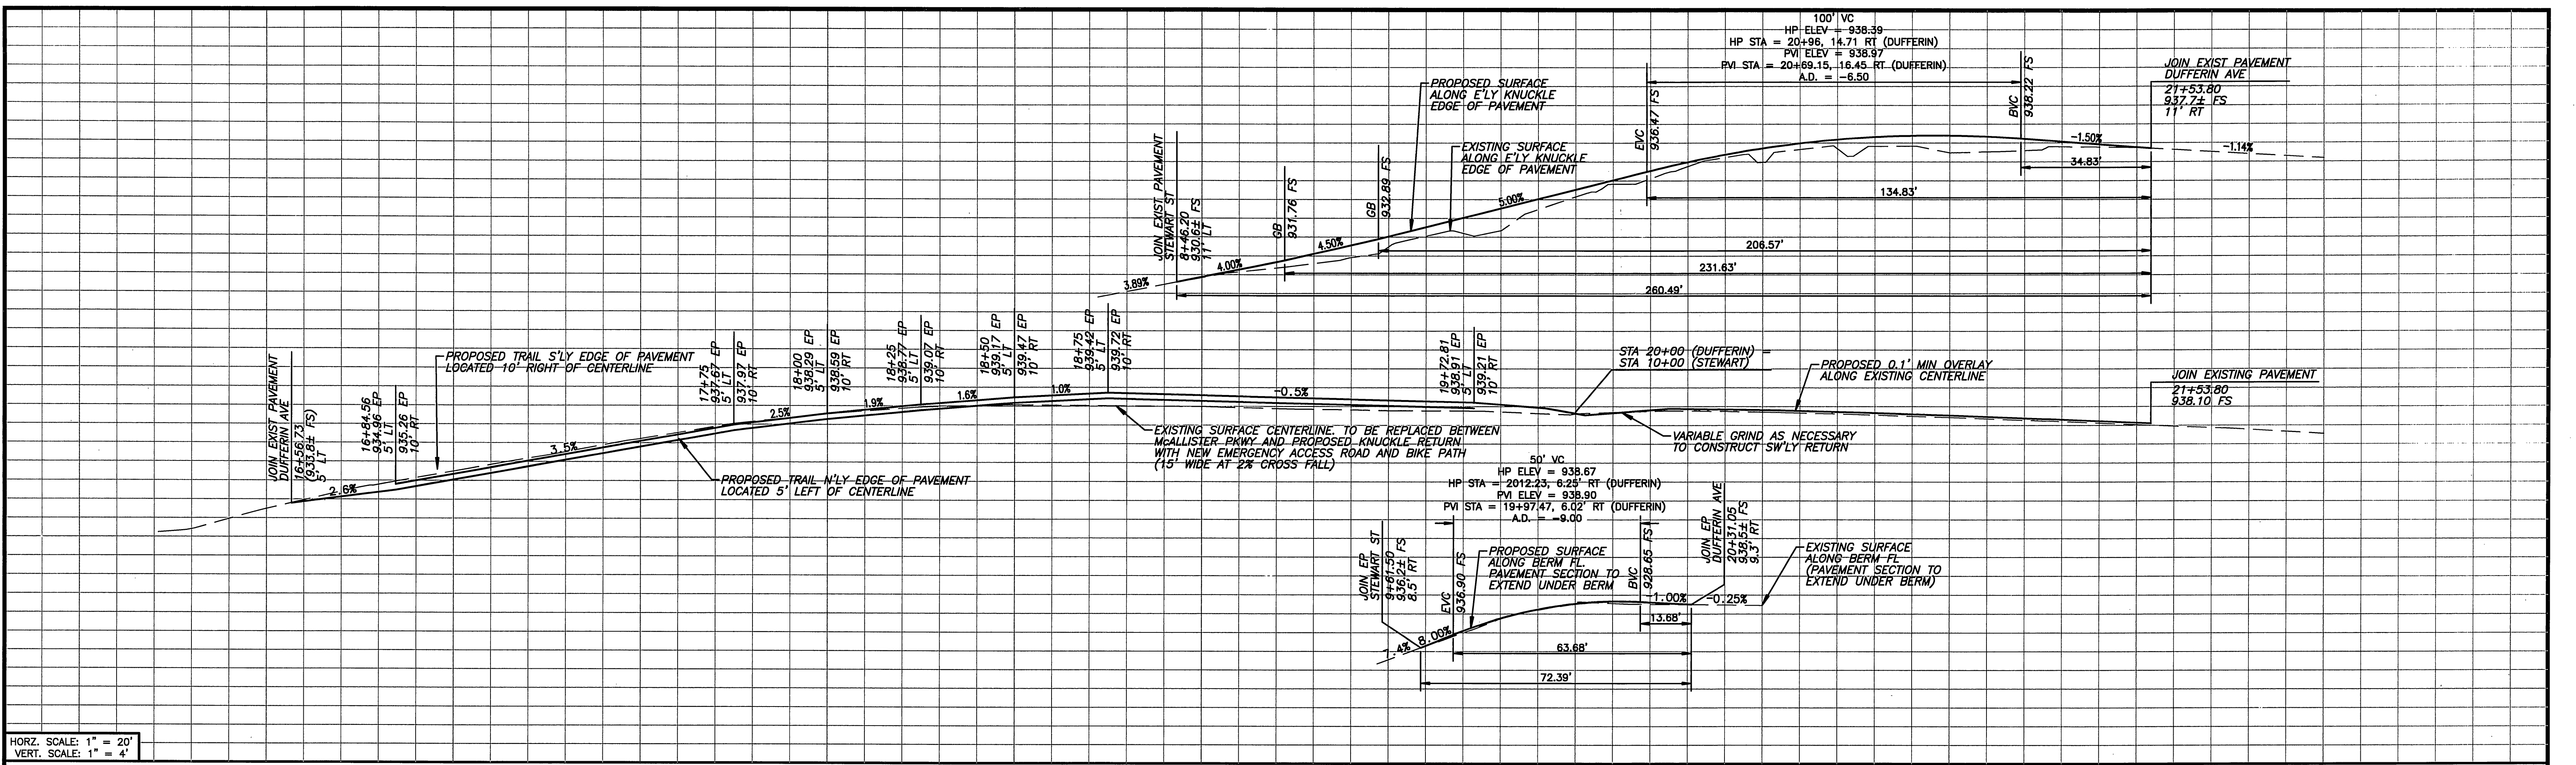 100' VC
HP ELEV = 938.39
HP STA = 20+96, 14.71 RT (DUFFERIN)
PVI ELEV = 938.97
PVI STA = 20+69.15, 16.45 RT (DUFFERIN)
A.D. = -6.50
JOIN EXIST PAVEMENT
DUFFERIN AVE
21+53.80
937.7± FS
11' RT
PROPOSED SURFACE
ALONG E'LY KNUCKLE
EDGE OF PAVEMENT
EXISTING SURFACE
ALONG E'LY KNUCKLE
EDGE OF PAVEMENT
JOIN EXIST PAVEMENT
STEWART ST
8+46.20
930.6± FS
11' LT
GB
931.76 FS
GB
932.89 FS
EVC
936.47 FS
BVC
938.22 FS
3.89%
4.00%
4.50%
5.00%
-1.50%
-1.14%
34.83'
134.83'
206.57'
231.63'
260.49'
JOIN EXIST PAVEMENT
DUFFERIN AVE
16+56.73
(933.8± FS)
5' LT
16+84.56
934.96 EP
5' LT
935.26 EP
10' RT
PROPOSED TRAIL S'LY EDGE OF PAVEMENT
LOCATED 10' RIGHT OF CENTERLINE
17+75
937.67 EP
5' LT
937.97 EP
10' RT
18+00
938.29 EP
5' LT
938.59 EP
10' RT
18+25
938.77 EP
5' LT
939.07 EP
10' RT
18+50
939.17 EP
5' LT
939.47 EP
10' RT
18+75
939.42 EP
5' LT
939.72 EP
10' RT
19+72.81
938.91 EP
5' LT
939.21 EP
10' RT
2.6%
3.5%
2.5%
1.9%
1.6%
1.0%
-0.5%
STA 20+00 (DUFFERIN) =
STA 10+00 (STEWART)
PROPOSED 0.1' MIN OVERLAY
ALONG EXISTING CENTERLINE
JOIN EXISTING PAVEMENT
21+53.80
938.10 FS
EXISTING SURFACE CENTERLINE. TO BE REPLACED BETWEEN
McALLISTER PKWY AND PROPOSED KNUCKLE RETURN
WITH NEW EMERGENCY ACCESS ROAD AND BIKE PATH
(15' WIDE AT 2% CROSS FALL)
VARIABLE GRIND AS NECESSARY
TO CONSTRUCT SW'LY RETURN
PROPOSED TRAIL N'LY EDGE OF PAVEMENT
LOCATED 5' LEFT OF CENTERLINE
50' VC
HP ELEV = 938.67
HP STA = 2012.23, 6.25' RT (DUFFERIN)
PVI ELEV = 938.90
PVI STA = 19+97.47, 6.02' RT (DUFFERIN)
A.D. = -9.00
JOIN EP
STEWART ST
9+61.50
936.2± FS
8.5' RT
EVC
936.90 FS
PROPOSED SURFACE
ALONG BERM FL.
PAVEMENT SECTION TO
EXTEND UNDER BERM
BVC
928.65 FS
JOIN EP
DUFFERIN AVE
20+31.05
938.5± FS
9.3' RT
EXISTING SURFACE
ALONG BERM FL
(PAVEMENT SECTION TO
EXTEND UNDER BERM)
7.4%
8.00%
-1.00%
-0.25%
13.68'
63.68'
72.39'
HORZ. SCALE: 1" = 20'
VERT. SCALE: 1" = 4'